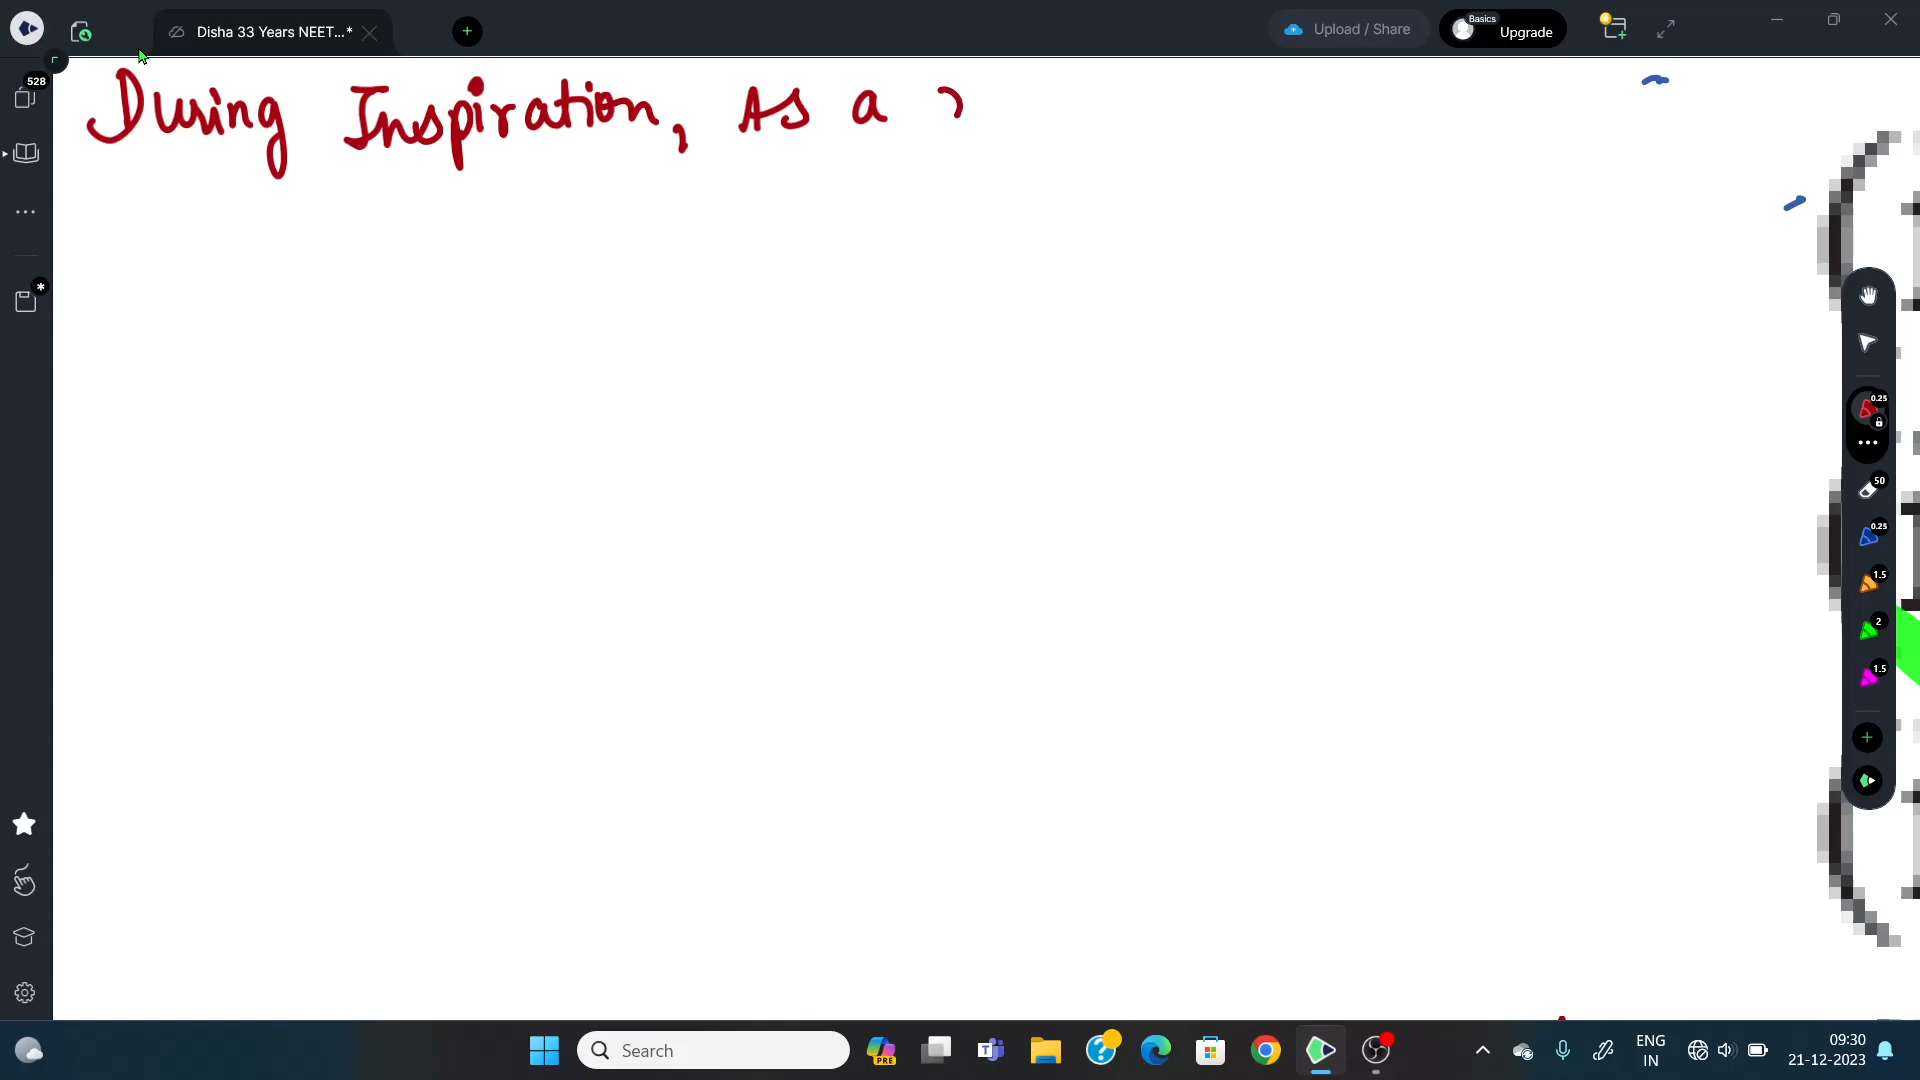 Disha 33 Years NEET...*
Upload / Share
Basics
Upgrade
528
During Inspiration, As a
0.25
50
0.25
1.5
2
1.5
Search
PRE
ENG
IN
09:30
21-12-2023